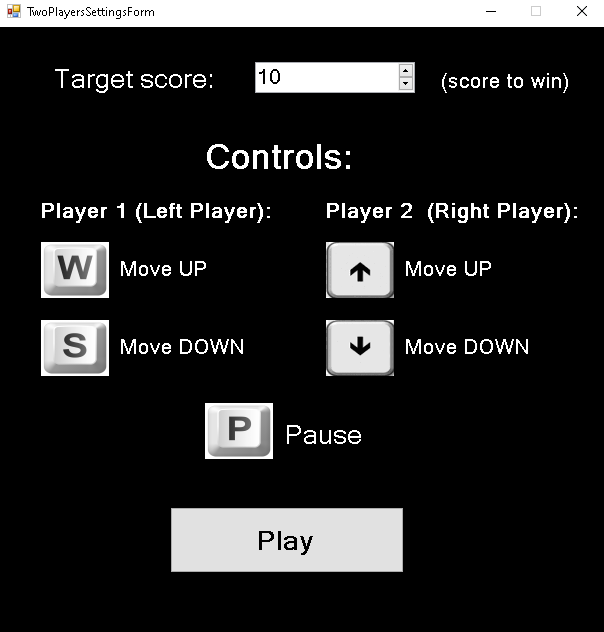 TwoPlayersSettingsForm
Target score: 10 (score to win)
Controls:
Player 1 (Left Player): Player 2 (Right Player):
W Move UP ↑ Move UP
S Move DOWN ↓ Move DOWN
P Pause
Play